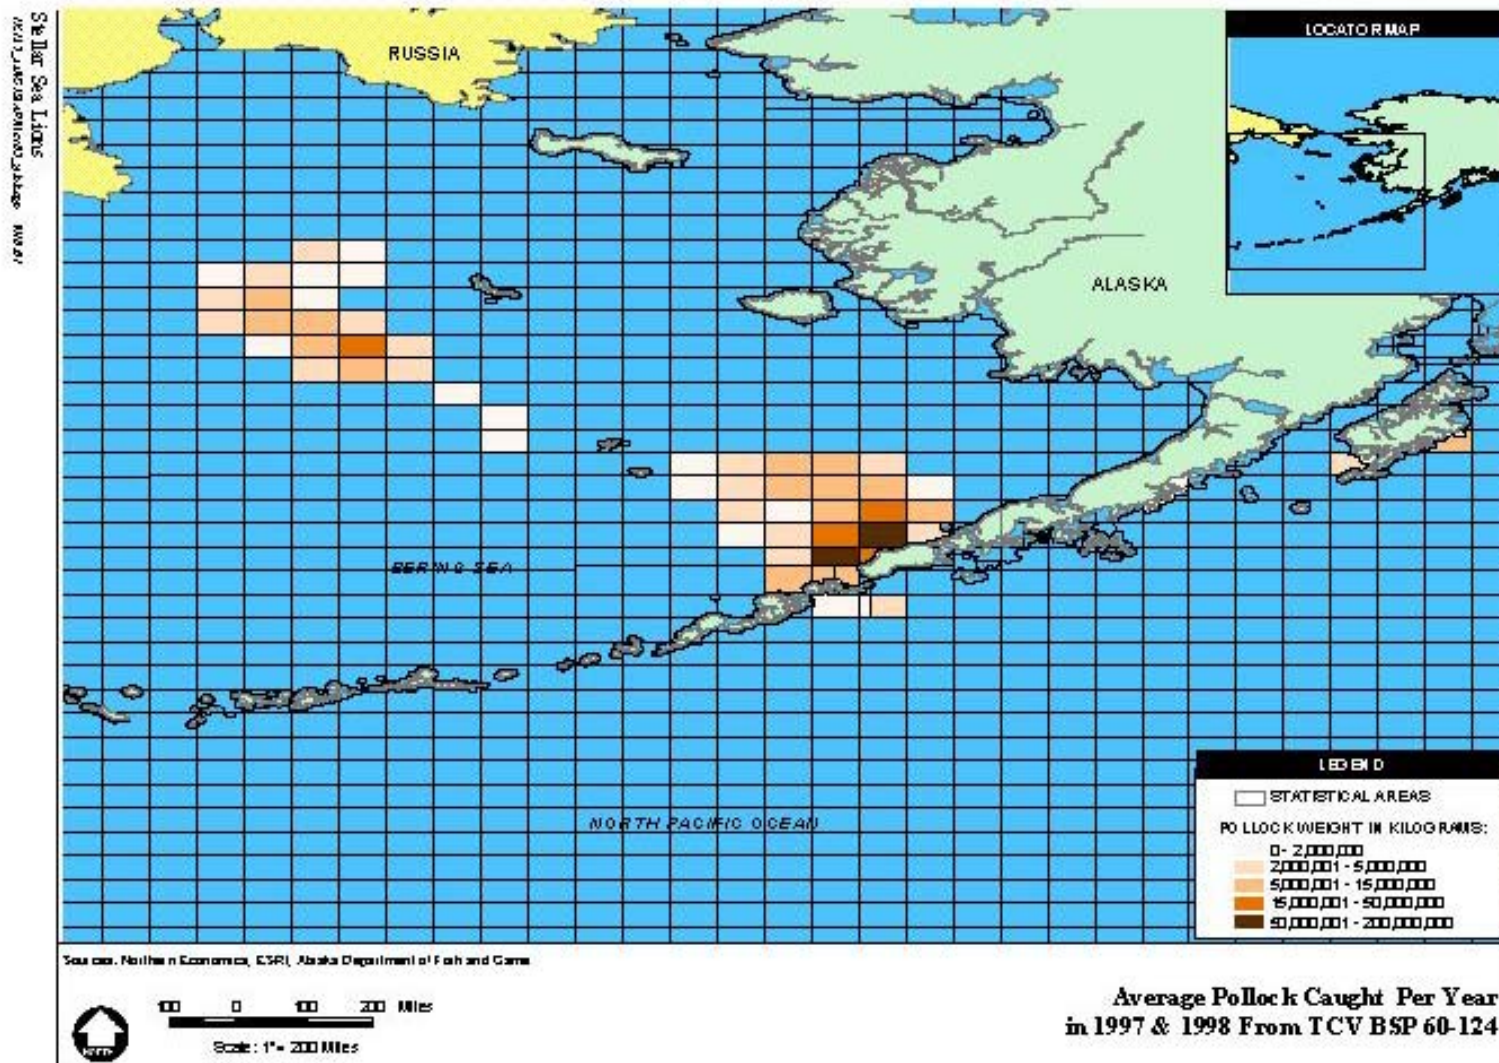 Stellar Sea Lions
RUSSIA
LOCATOR MAP
ALASKA
BERING SEA
NORTH PACIFIC OCEAN
LEGEND
STATISTICAL AREAS
POLLOCK WEIGHT IN KILOGRAMS:
0 - 2,000,000
2,000,001 - 5,000,000
5,000,001 - 15,000,000
15,000,001 - 50,000,000
50,000,001 - 200,000,000
Sources: Northern Economics, ESRI, Alaska Department of Fish and Game
100 0 100 200 Miles
Scale: 1" = 200 Miles
NORTH
Average Pollock Caught Per Year
in 1997 & 1998 From TCV BSP 60-124